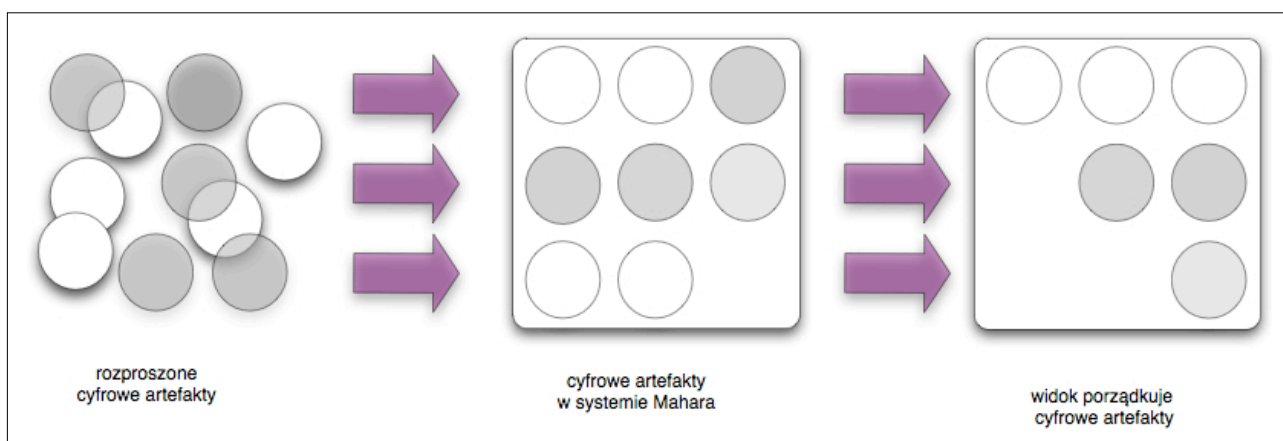 rozproszone
cyfrowe artefakty
cyfrowe artefakty
w systemie Mahara
widok porządkuje
cyfrowe artefakty